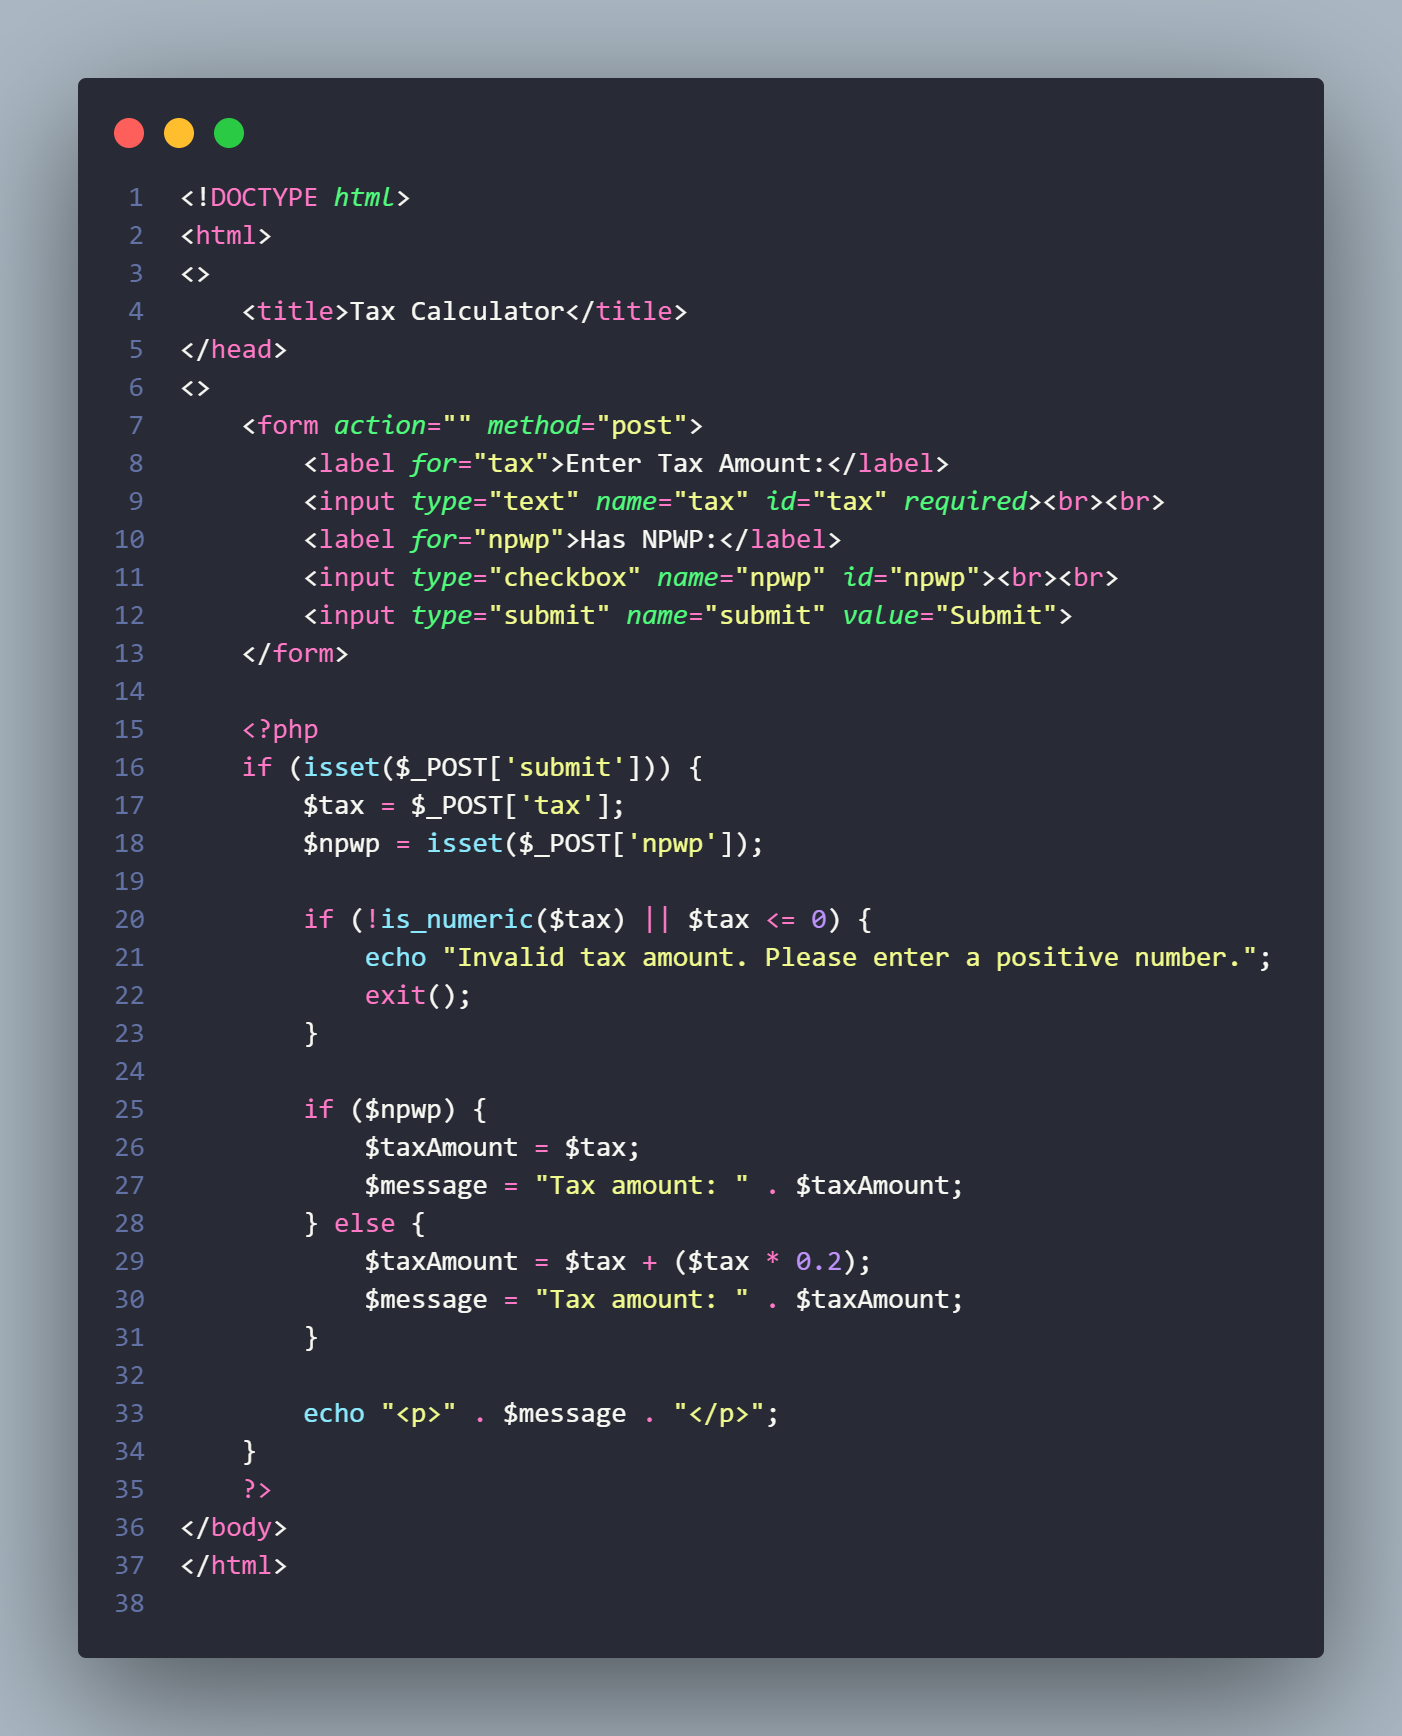 1 <!DOCTYPE html>
2 <html>
3 <>
4     <title>Tax Calculator</title>
5 </head>
6 <>
7     <form action="" method="post">
8         <label for="tax">Enter Tax Amount:</label>
9         <input type="text" name="tax" id="tax" required><br><br>
10         <label for="npwp">Has NPWP:</label>
11         <input type="checkbox" name="npwp" id="npwp"><br><br>
12         <input type="submit" name="submit" value="Submit">
13     </form>
14
15     <?php
16     if (isset($_POST['submit'])) {
17         $tax = $_POST['tax'];
18         $npwp = isset($_POST['npwp']);
19
20         if (!is_numeric($tax) || $tax <= 0) {
21             echo "Invalid tax amount. Please enter a positive number.";
22             exit();
23         }
24
25         if ($npwp) {
26             $taxAmount = $tax;
27             $message = "Tax amount: " . $taxAmount;
28         } else {
29             $taxAmount = $tax + ($tax * 0.2);
30             $message = "Tax amount: " . $taxAmount;
31         }
32
33         echo "<p>" . $message . "</p>";
34     }
35     ?>
36 </body>
37 </html>
38